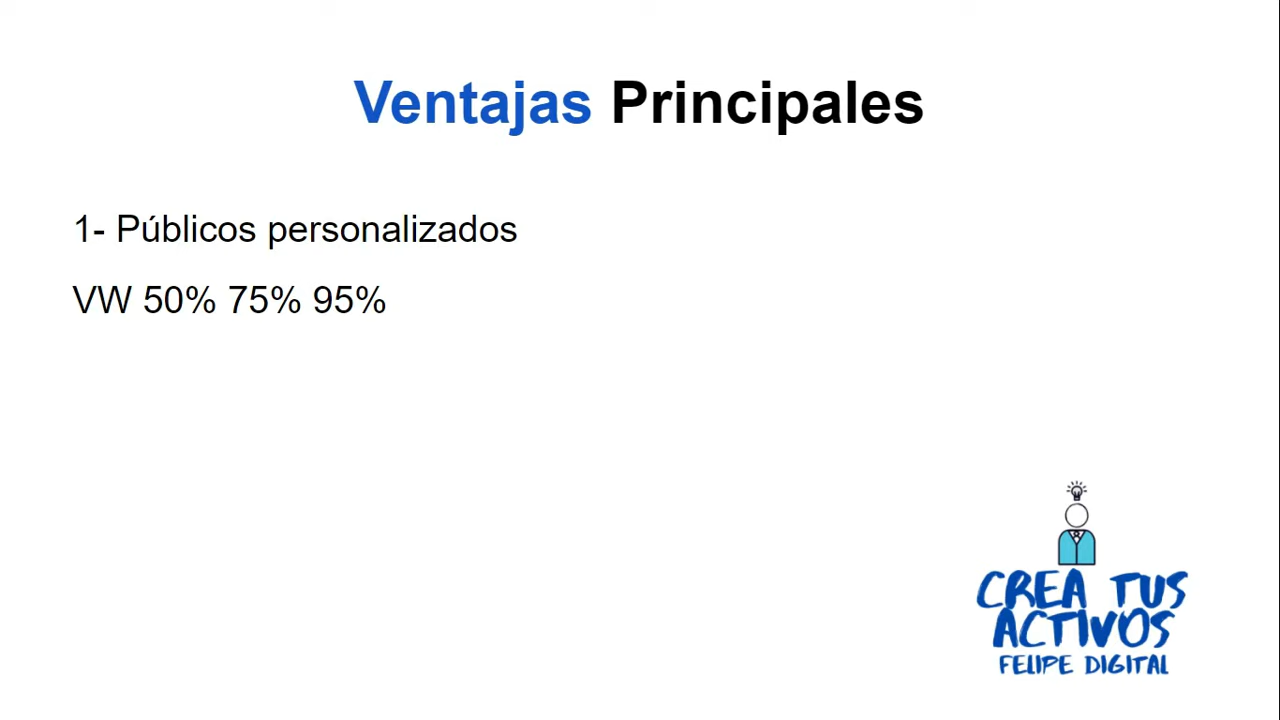 Ventajas Principales
1- Públicos personalizados
VW 50% 75% 95%
CREA TUS
ACTIVOS
FELIPE DIGITAL